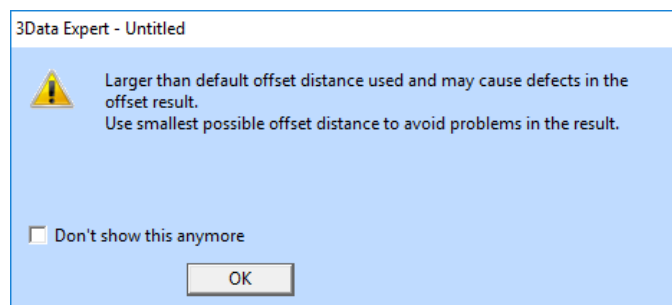 3Data Expert - Untitled
Larger than default offset distance used and may cause defects in the
offset result.
Use smallest possible offset distance to avoid problems in the result.
Don't show this anymore
OK